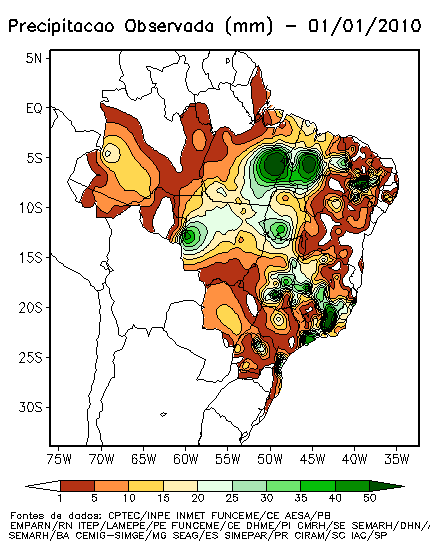 Precipitacao Observada (mm) - 01/01/2010
5N
EQ
5S
10S
15S
20S
25S
30S
75W 70W 65W 60W 55W 50W 45W 40W 35W
1 5 10 15 20 25 30 35 40 50
Fontes de dados: CPTEC/INPE INMET FUNCEME/CE AESA/PB
EMPARN/RN ITEP/LAMEPE/PE FUNCEME/CE DHME/PI CMRH/SE SEMARH/DHN/
SEMARH/BA CEMIG-SIMGE/MG SEAG/ES SIMEPAR/PR CIRAM/SC IAC/SP